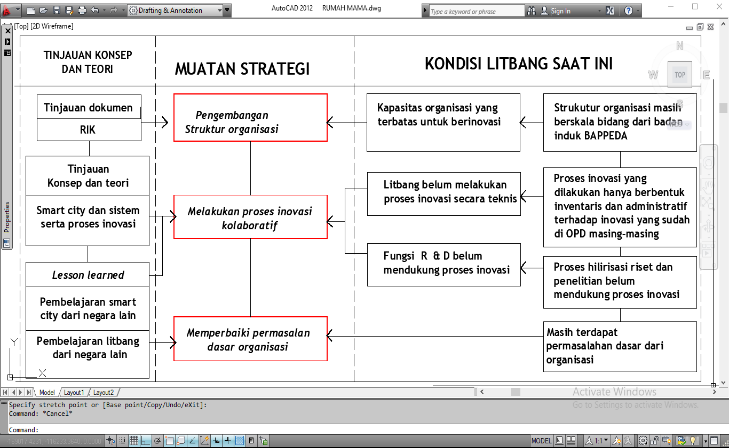 Drafting & Annotation
AutoCAD 2012 RUMAH MAMA.dwg
Type a keyword or phrase
Sign In
[Top] [2D Wireframe]
TINJAUAN KONSEP
DAN TEORI
MUATAN STRATEGI
KONDISI LITBANG SAAT INI
N
W
TOP
E
Tinjauan dokumen
RIK
Pengembangan
Struktur organisasi
Kapasitas organisasi yang
terbatas untuk berinovasi
Strukutur organisasi masih
berskala bidang dari badan
induk BAPPEDA
Tinjauan
Konsep dan teori
Smart city dan sistem
serta proses inovasi
Melakukan proses inovasi
kolaboratif
Litbang belum melakukan
proses inovasi secara teknis
Proses inovasi yang
dilakukan hanya berbentuk
inventaris dan administratif
terhadap inovasi yang sudah
di OPD masing-masing
Fungsi R & D belum
mendukung proses inovasi
Proses hilirisasi riset dan
penelitian belum
mendukung proses inovasi
Lesson learned
Pembelajaran smart
city dari negara lain
Pembelajaran litbang
dari negara lain
Memperbaiki permasalan
dasar organisasi
Masih terdapat
permasalahan dasar dari
organisasi
Properties
Y
X
Model
Layout1
Layout2
Activate Windows
Go to Settings to activate Windows.
Specify stretch point or [Base point/Copy/Undo/eXit]:
Command: *Cancel*
Command:
MODEL
1:1